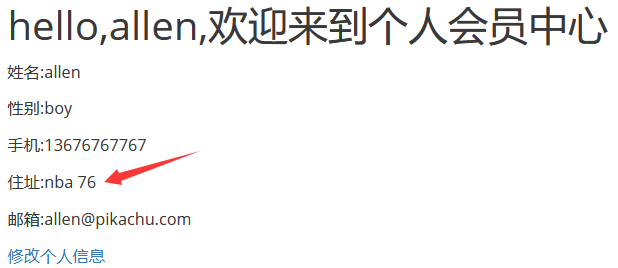 hello,allen,欢迎来到个人会员中心
姓名:allen
性别:boy
手机:13676767767
住址:nba 76
邮箱:allen@pikachu.com
修改个人信息